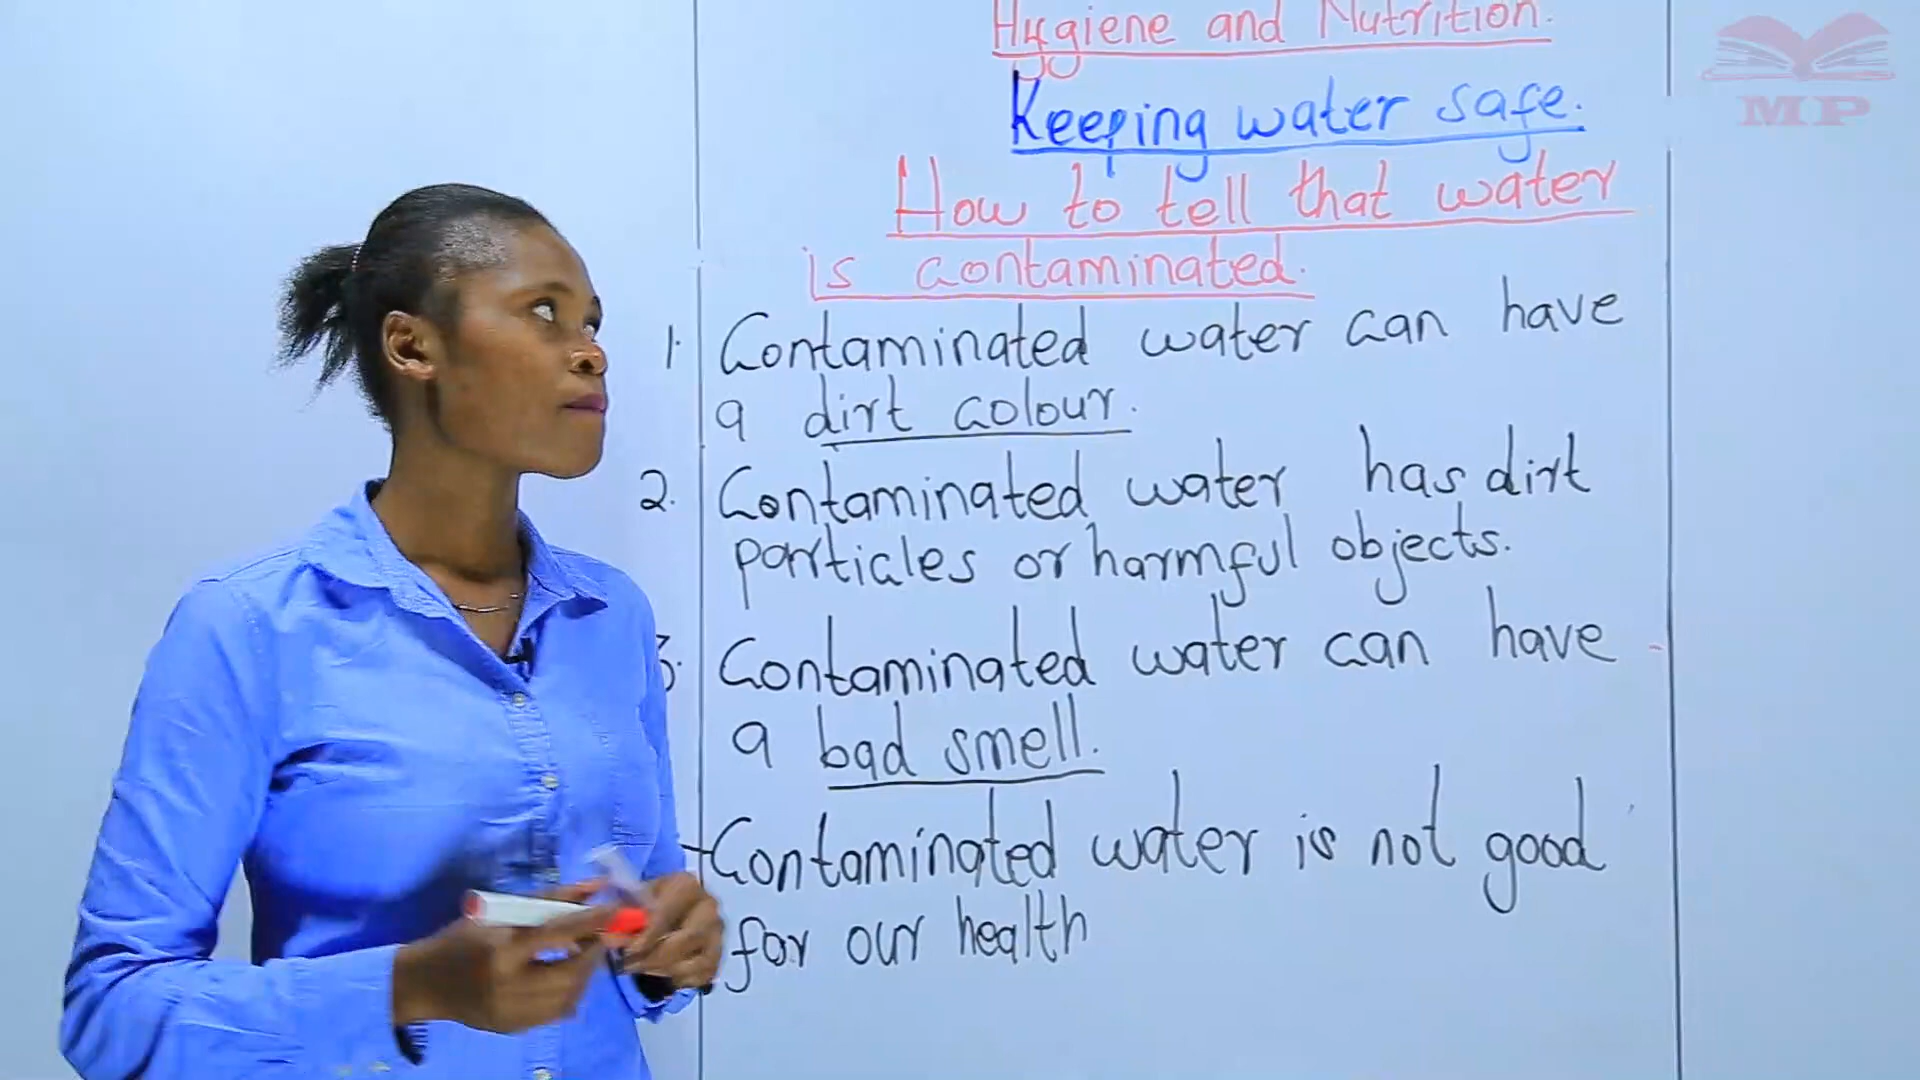 Hygiene and Nutrition.
Keeping water safe.
How to tell that water
is contaminated.
1. Contaminated water can have
a dirt colour.
2. Contaminated water has dirt
particles or harmful objects.
3. Contaminated water can have
a bad smell.
- Contaminated water is not good
for our health
MP